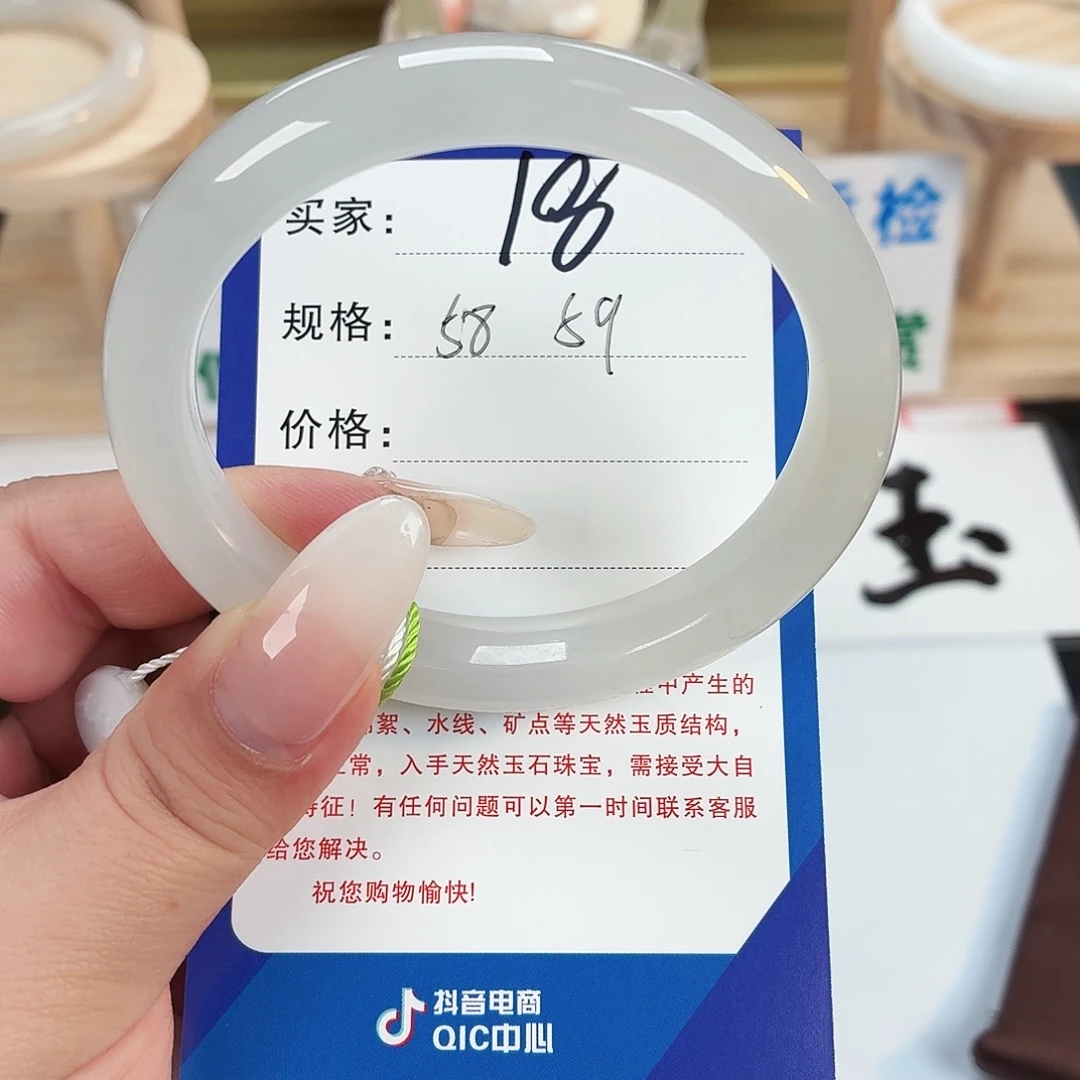 买家：
规格：58 59
价格：
中产生的
絮、水线、矿点等天然玉质结构，
常，入手天然玉石珠宝，需接受大自
特征！有任何问题可以第一时间联系客服
给您解决。
祝您购物愉快!
抖音电商
QIC中心
检
玉